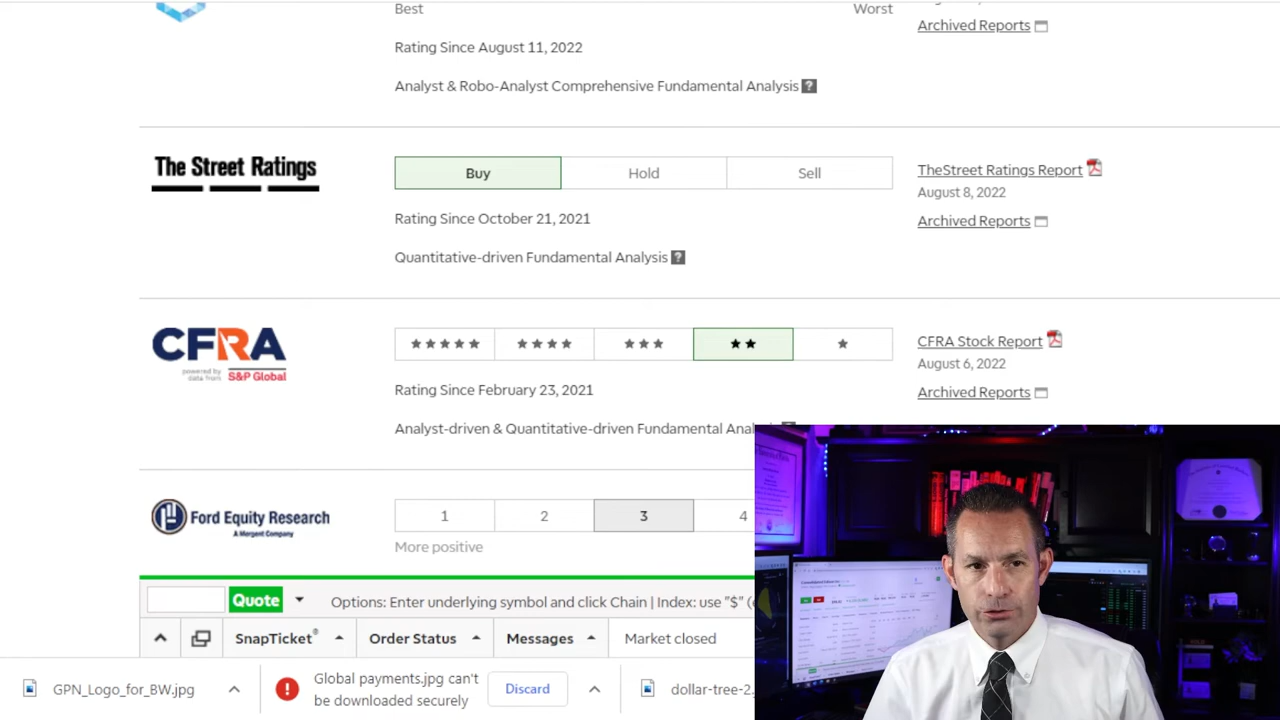 Best
Worst
Archived Reports
Rating Since August 11, 2022
Analyst & Robo-Analyst Comprehensive Fundamental Analysis ?
The Street Ratings
Buy
Hold
Sell
TheStreet Ratings Report
August 8, 2022
Rating Since October 21, 2021
Archived Reports
Quantitative-driven Fundamental Analysis ?
CFRA
powered by
data from S&P Global
★★★★★ ★★★★ ★★★ ★★ ★
CFRA Stock Report
August 6, 2022
Rating Since February 23, 2021
Archived Reports
Analyst-driven & Quantitative-driven Fundamental
Ford Equity Research
A Mergent Company
1 2 3 4
More positive
Quote
Options: Enter underlying symbol and click Chain | Index: use "$"
SnapTicket®
Order Status
Messages
Market closed
GPN_Logo_for_BW.jpg
Global payments.jpg can't
be downloaded securely
Discard
dollar-tree-2.